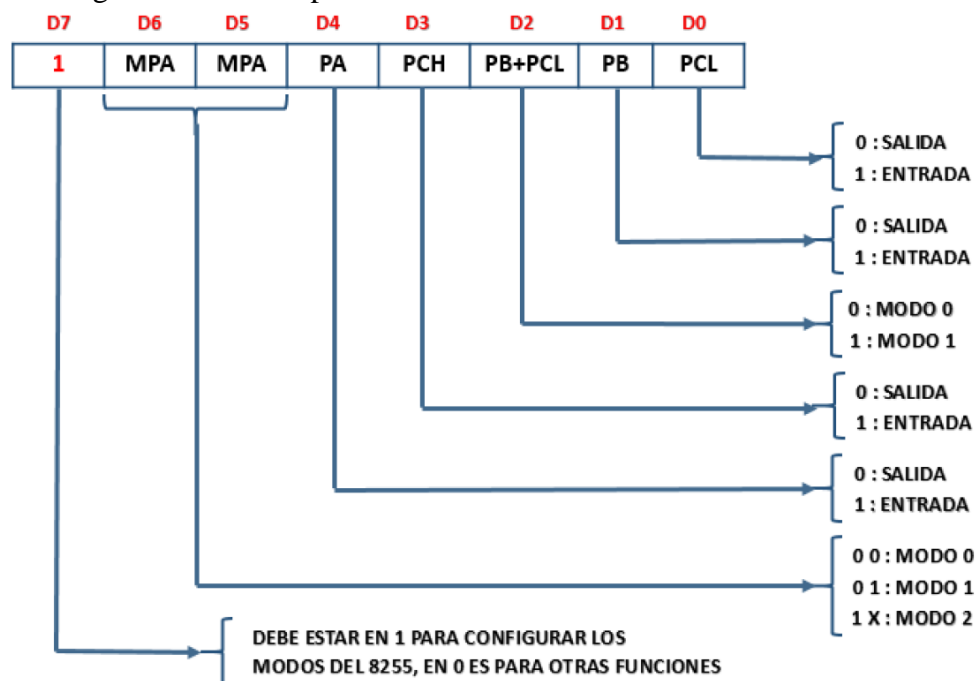 D7 D6 D5 D4 D3 D2 D1 D0
1 MPA MPA PA PCH PB+PCL PB PCL
0 : SALIDA
1 : ENTRADA
0 : SALIDA
1 : ENTRADA
0 : MODO 0
1 : MODO 1
0 : SALIDA
1 : ENTRADA
0 : SALIDA
1 : ENTRADA
0 0 : MODO 0
0 1 : MODO 1
1 X : MODO 2
DEBE ESTAR EN 1 PARA CONFIGURAR LOS
MODOS DEL 8255, EN 0 ES PARA OTRAS FUNCIONES